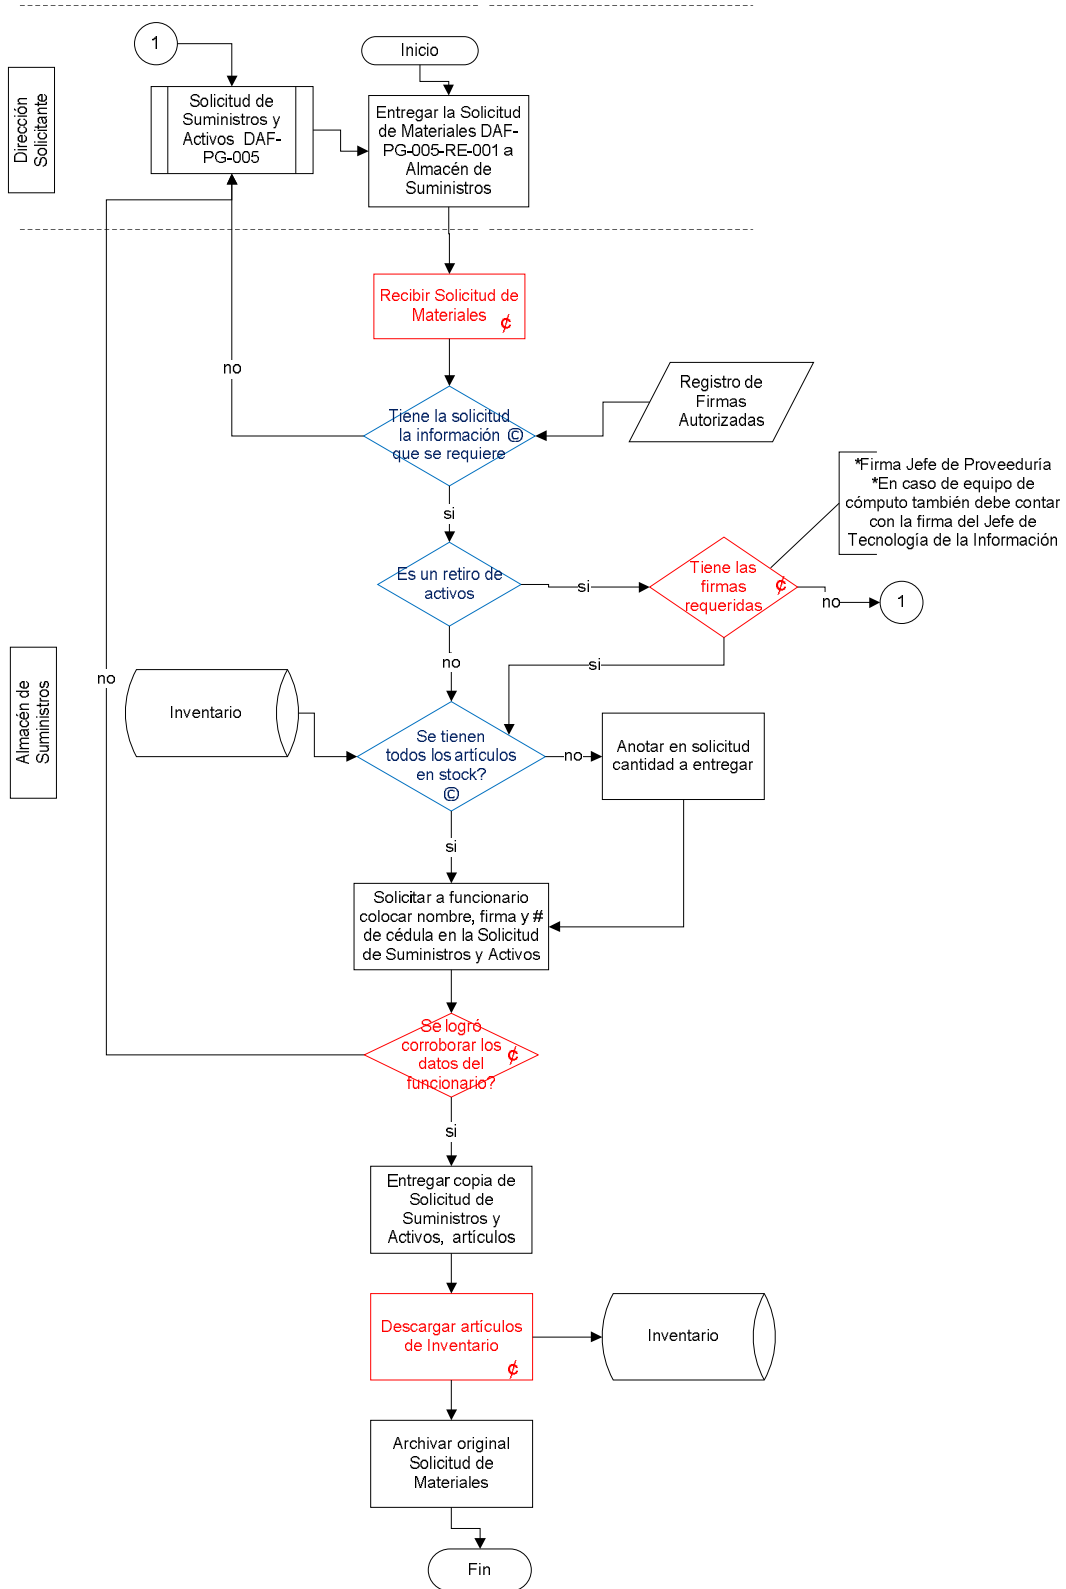 1
Inicio
Dirección
Solicitante
Solicitud de
Suministros y
Activos DAF-
PG-005
Entregar la Solicitud
de Materiales DAF-
PG-005-RE-001 a
Almacén de
Suministros
Recibir Solicitud de
Materiales ¢
no
Registro de
Firmas
Autorizadas
Tiene la solicitud
la información ©
que se requiere
*Firma Jefe de Proveeduría
*En caso de equipo de
cómputo también debe contar
con la firma del Jefe de
Tecnología de la Información
si
Es un retiro de
activos
si
Tiene las
firmas ¢
requeridas
no
1
no
si
Almacén de
Suministros
no
Inventario
Se tienen
todos los artículos
en stock?
©
no
Anotar en solicitud
cantidad a entregar
si
Solicitar a funcionario
colocar nombre, firma y #
de cédula en la Solicitud
de Suministros y Activos
Se logró
corroborar los ¢
datos del
funcionario?
si
Entregar copia de
Solicitud de
Suministros y
Activos, artículos
Descargar artículos
de Inventario
¢
Inventario
Archivar original
Solicitud de
Materiales
Fin